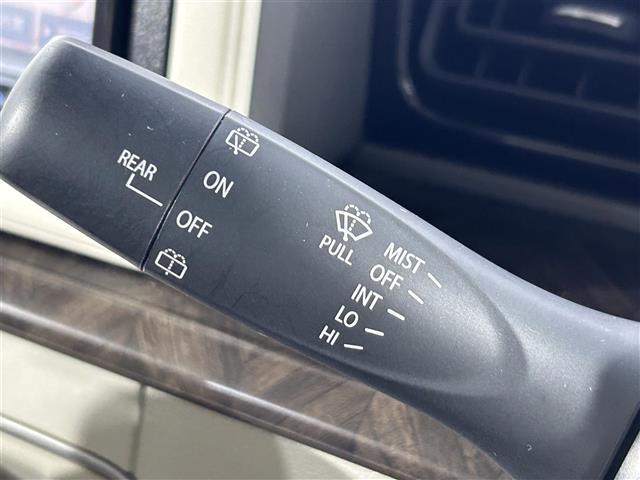 REAR
ON
OFF
PULL
MIST
OFF
INT
LO
HI